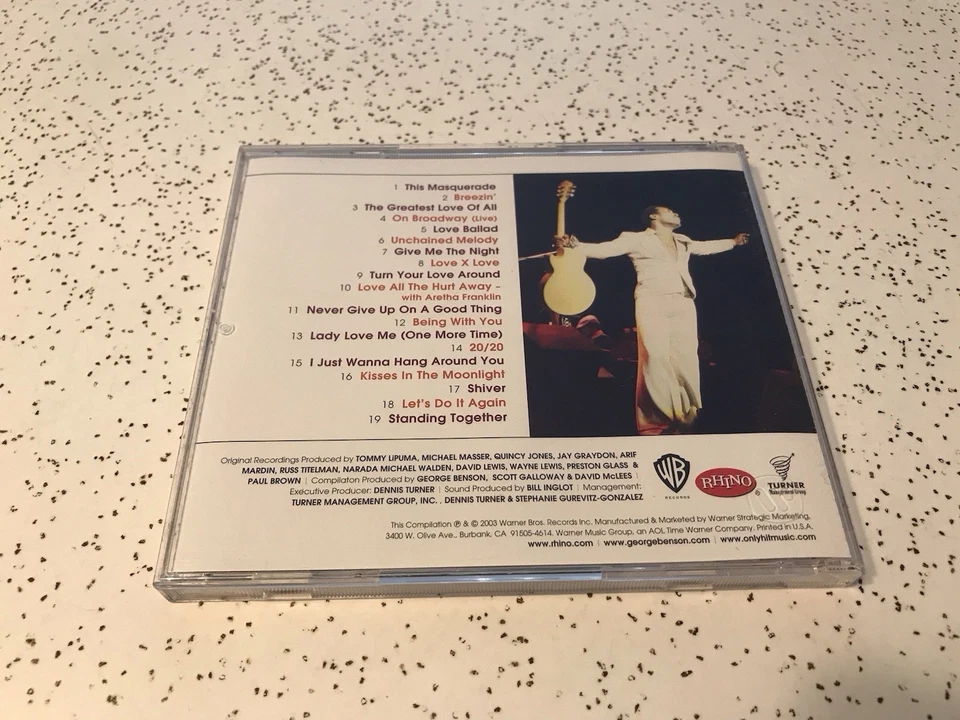 1 This Masquerade
2 Breezin'
3 The Greatest Love Of All
4 On Broadway (Live)
5 Love Ballad
6 Unchained Melody
7 Give Me The Night
8 Love X Love
9 Turn Your Love Around
10 Love All The Hurt Away –
with Aretha Franklin
11 Never Give Up On A Good Thing
12 Being With You
13 Lady Love Me (One More Time)
14 20/20
15 I Just Wanna Hang Around You
16 Kisses In The Moonlight
17 Shiver
18 Let's Do It Again
19 Standing Together
Original Recordings Produced by TOMMY LiPUMA, MICHAEL MASSER, QUINCY JONES, JAY GRAYDON, ARIF
MARDIN, RUSS TITELMAN, NARADA MICHAEL WALDEN, DAVID LEWIS, WAYNE LEWIS, PRESTON GLASS &
PAUL BROWN | Compilaton Produced by GEORGE BENSON, SCOTT GALLOWAY & DAVID McLEES |
Executive Producer: DENNIS TURNER | Sound Produced by BILL INGLOT | Management:
TURNER MANAGEMENT GROUP, INC. . DENNIS TURNER & STEPHANIE GUREVITZ-GONZALEZ
WB
RECORDS
RHINO
TURNER
Management Group
This Compilation ℗ & © 2003 Warner Bros. Records Inc. Manufactured & Marketed by Warner Strategic Marketing,
3400 W. Olive Ave., Burbank, CA 91505-4614. Warner Music Group, an AOL Time Warner Company. Printed in U.S.A.
www.rhino.com | www.georgebenson.com | www.onlyhitmusic.com